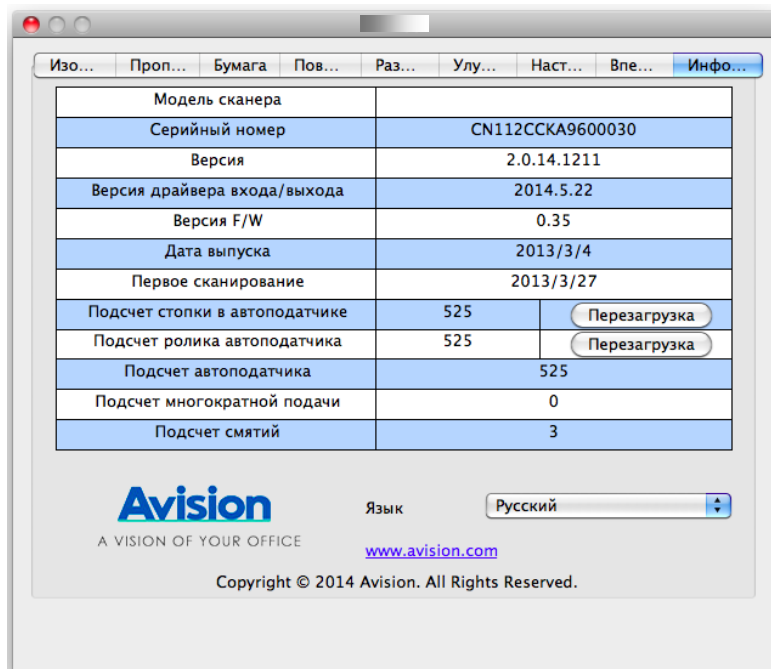 Изо... Проп... Бумага Пов... Раз... Улу... Наст... Впе... Инфо...
Модель сканера
Серийный номер CN112CCKA9600030
Версия 2.0.14.1211
Версия драйвера входа/выхода 2014.5.22
Версия F/W 0.35
Дата выпуска 2013/3/4
Первое сканирование 2013/3/27
Подсчет стопки в автоподатчике 525 Перезагрузка
Подсчет ролика автоподатчика 525 Перезагрузка
Подсчет автоподатчика 525
Подсчет многократной подачи 0
Подсчет смятий 3
Avision
A VISION OF YOUR OFFICE
Язык Русский
www.avision.com
Copyright © 2014 Avision. All Rights Reserved.